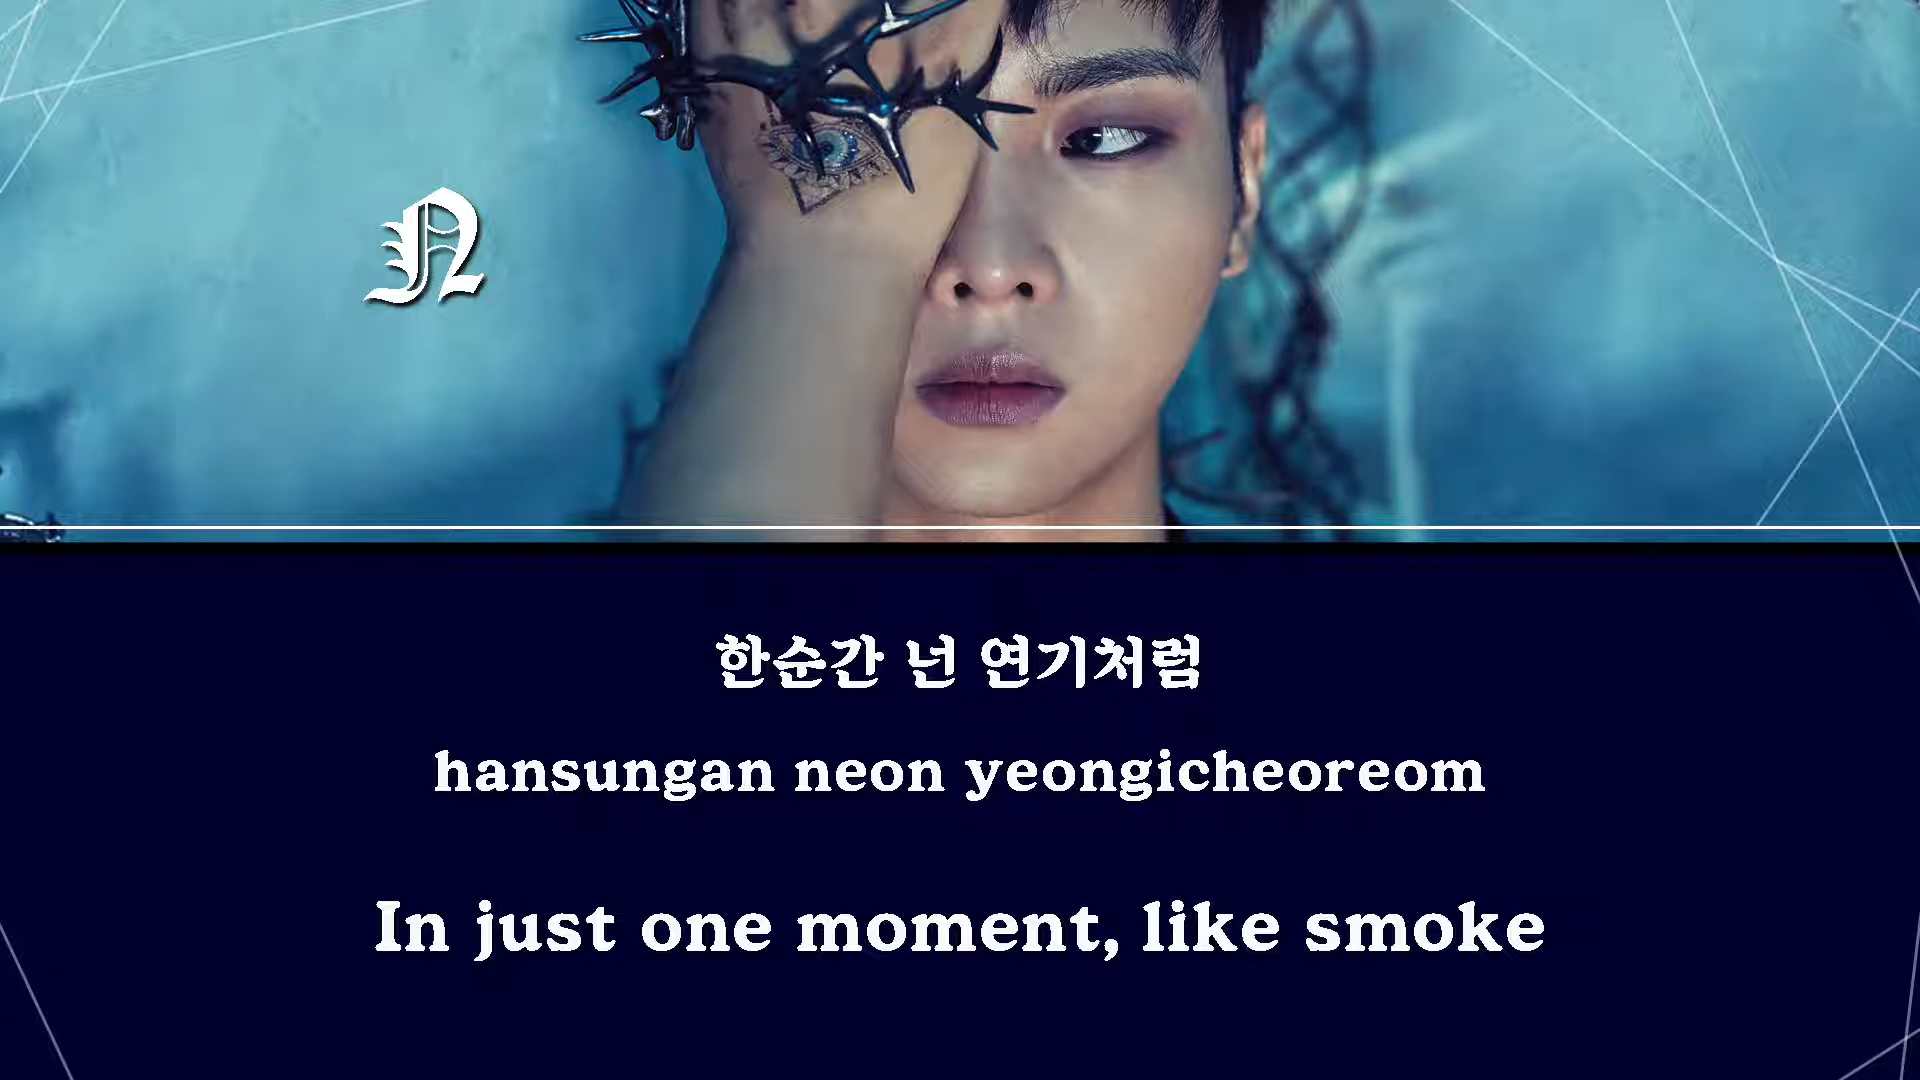 N
한순간 넌 연기처럼
hansungan neon yeongicheoreom
In just one moment, like smoke